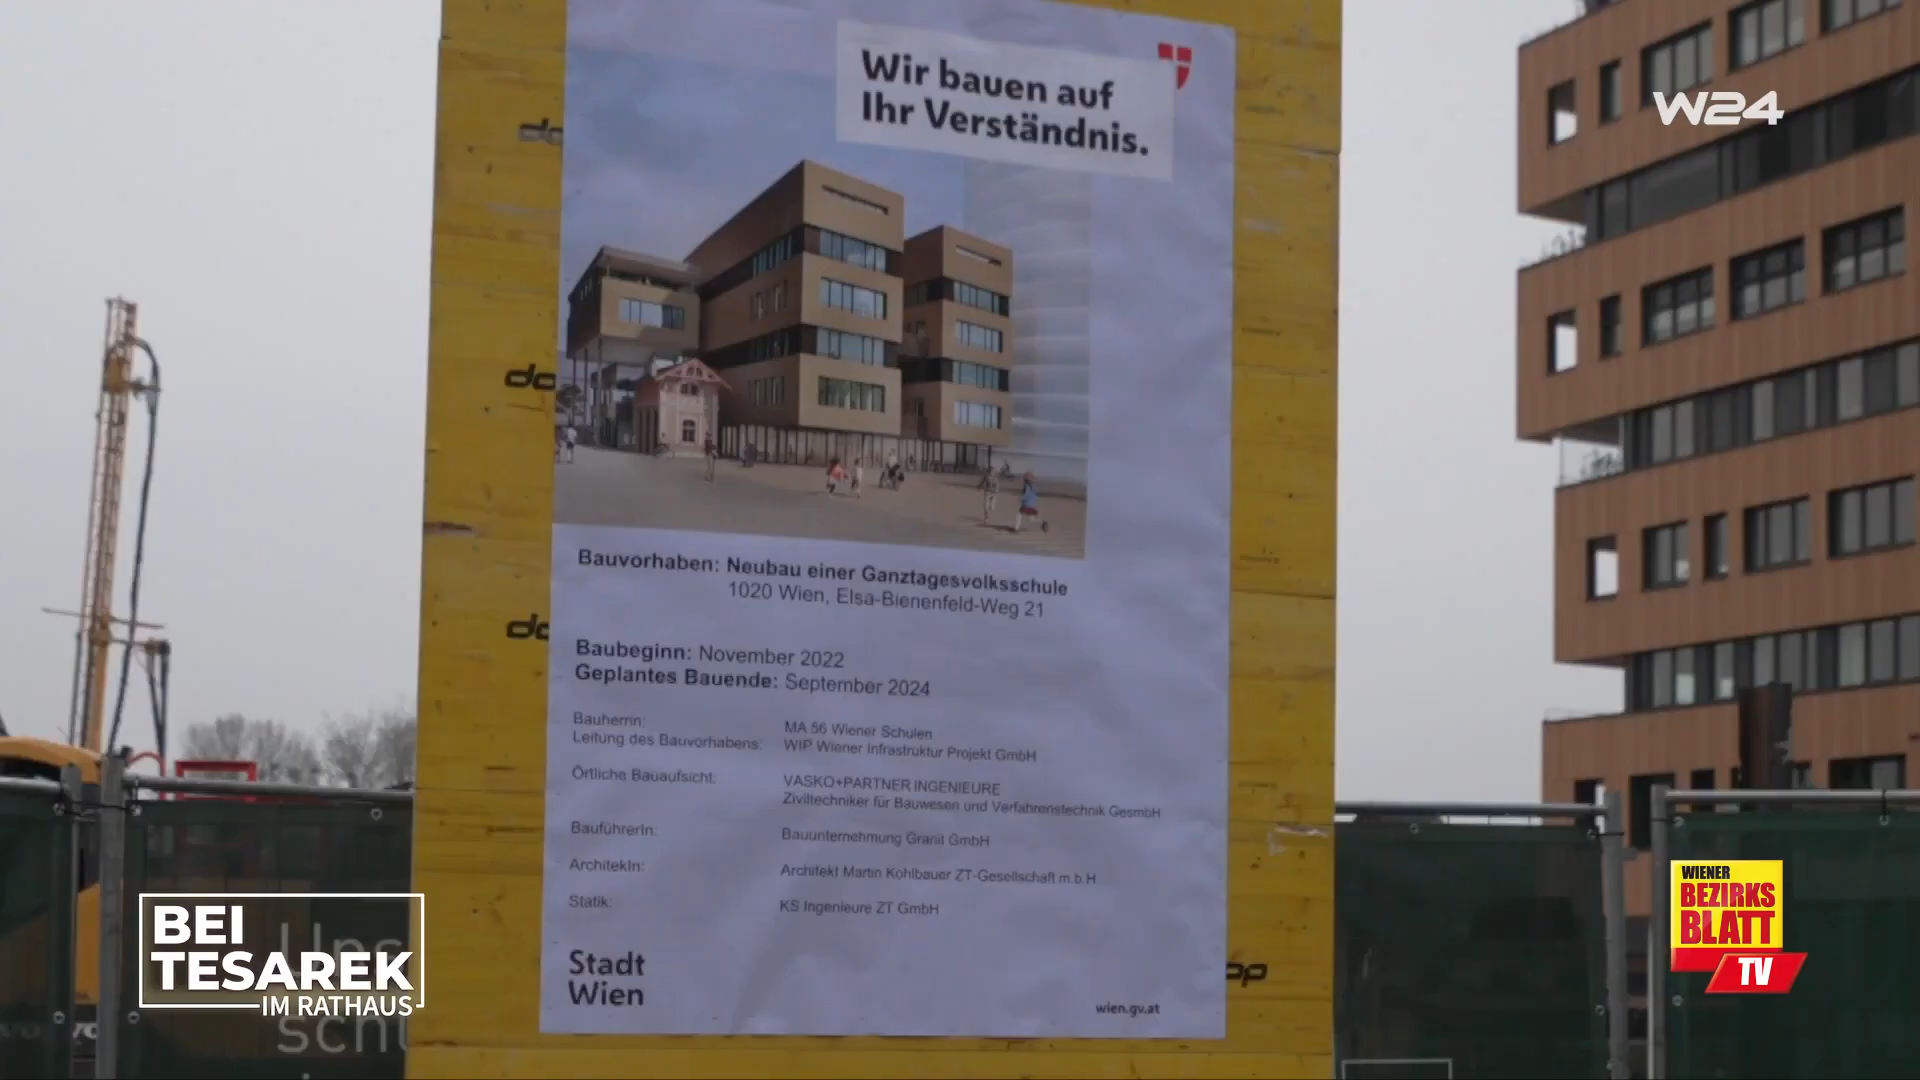 Wir bauen auf
Ihr Verständnis.
W24
Bauvorhaben: Neubau einer Ganztagesvolksschule
1020 Wien, Elsa-Bienenfeld-Weg 21
Baubeginn: November 2022
Geplantes Bauende: September 2024
Bauherrin: MA 56 Wiener Schulen
Leitung des Bauvorhabens: WIP Wiener Infrastruktur Projekt GmbH
Örtliche Bauaufsicht: VASKO+PARTNER INGENIEURE
Ziviltechniker für Bauwesen und Verfahrenstechnik GesmbH
BauführerIn: Bauunternehmung Granit GmbH
ArchitekIn: Architekt Martin Kohlbauer ZT-Gesellschaft m.b.H
Statik: KS Ingenieure ZT GmbH
Stadt
Wien
wien.gv.at
BEI
TESAREK
IM RATHAUS
WIENER
BEZIRKS
BLATT
TV